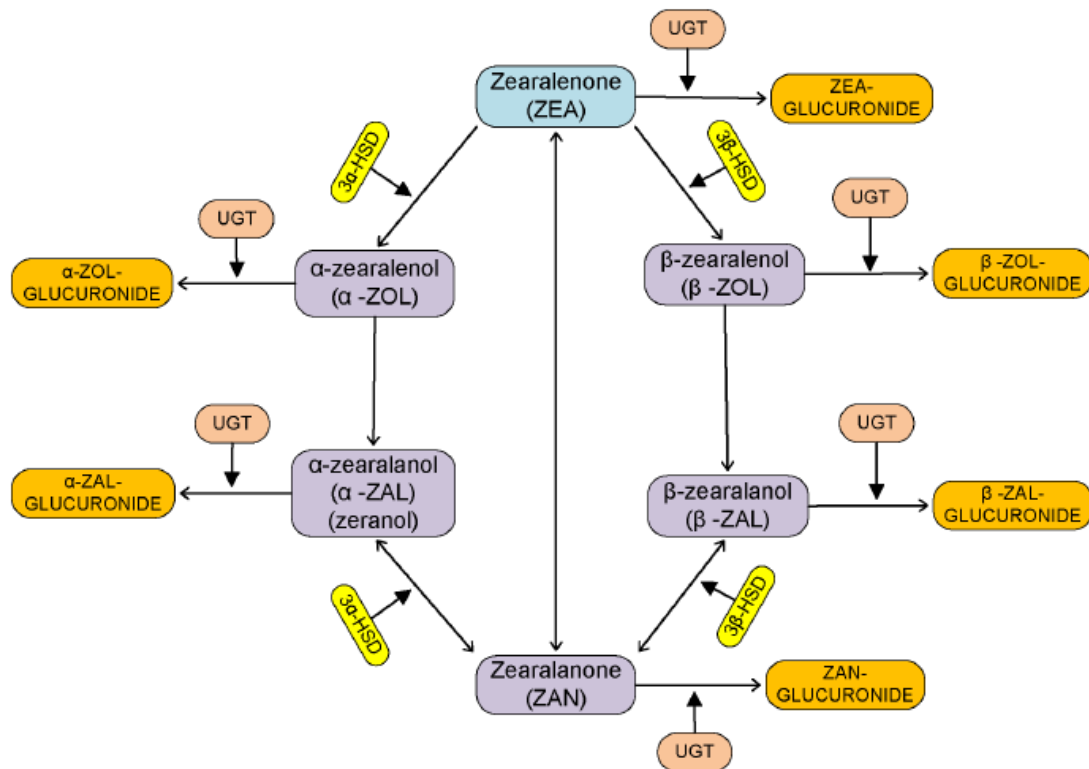 UGT
Zearalenone
(ZEA)
ZEA-
GLUCURONIDE
3α-HSD
3β-HSD
UGT
UGT
α-ZOL-
GLUCURONIDE
α-zearalenol
(α -ZOL)
β-zearalenol
(β -ZOL)
β -ZOL-
GLUCURONIDE
UGT
UGT
α-ZAL-
GLUCURONIDE
α-zearalanol
(α -ZAL)
(zeranol)
β-zearalanol
(β -ZAL)
β -ZAL-
GLUCURONIDE
3α-HSD
3β-HSD
Zearalanone
(ZAN)
ZAN-
GLUCURONIDE
UGT